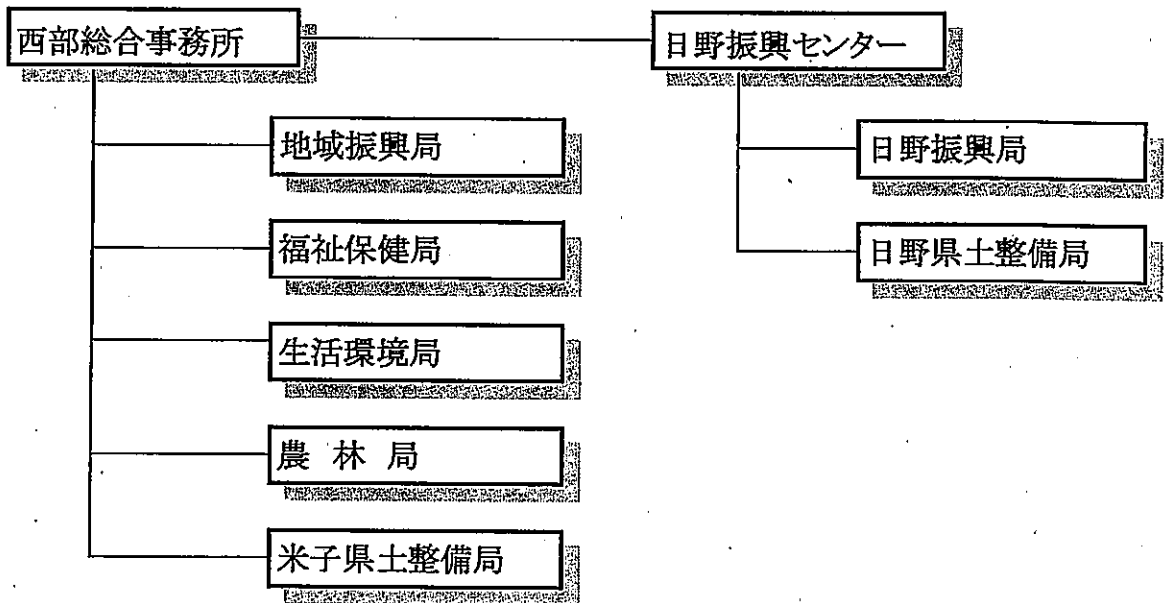 西部総合事務所
日野振興センター
地域振興局
福祉保健局
生活環境局
農 林 局
米子県土整備局
日野振興局
日野県土整備局